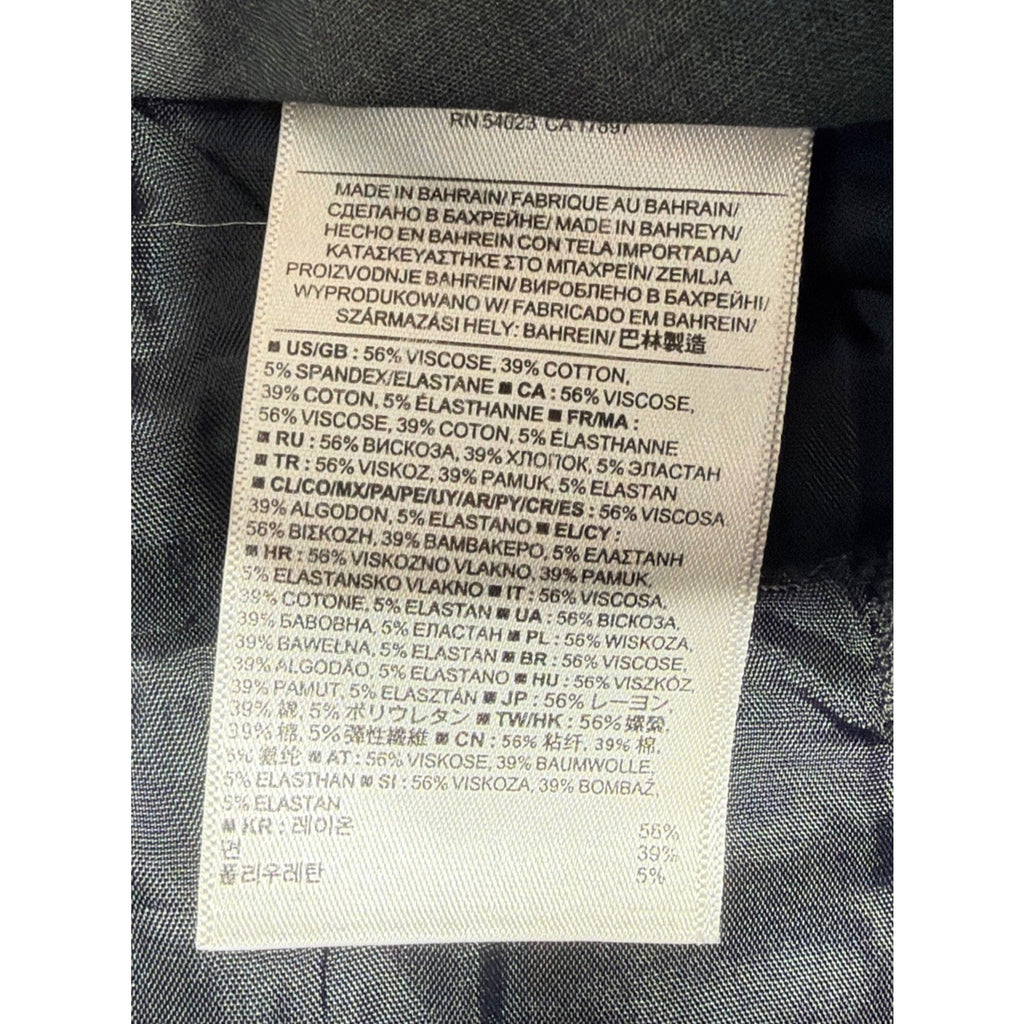 RN 54023 CA 17897
MADE IN BAHRAIN/ FABRIQUE AU BAHRAIN/
СДЕЛАНО В БАХРЕЙНЕ/ MADE IN BAHREYN/
HECHO EN BAHREIN CON TELA IMPORTADA/
ΚΑΤΑΣΚΕΥΑΣΤΗΚΕ ΣΤΟ ΜΠΑΧΡΕΪΝ/ ZEMLJA
PROIZVODNJE BAHREIN/ ВИРОБЛЕНО В БАХРЕЙНІ/
WYPRODUKOWANO W/ FABRICADO EM BAHREIN/
SZÁRMAZÁSI HELY: BAHREIN/ 巴林製造
■ US/GB : 56% VISCOSE, 39% COTTON,
5% SPANDEX/ELASTANE ■ CA : 56% VISCOSE,
39% COTON, 5% ÉLASTHANNE ■ FR/MA :
56% VISCOSE, 39% COTON, 5% ÉLASTHANNE
■ RU : 56% ВИСКОЗА, 39% ХЛОПОК, 5% ЭЛАСТАН
■ TR : 56% VISKOZ, 39% PAMUK, 5% ELASTAN
■ CL/CO/MX/PA/PE/UY/AR/PY/CR/ES : 56% VISCOSA,
39% ALGODON, 5% ELASTANO ■ EL/CY :
56% ΒΙΣΚΟΖΗ, 39% ΒΑΜΒΑΚΕΡΟ, 5% ΕΛΑΣΤΑΝΗ
■ HR : 56% VISKOZNO VLAKNO, 39% PAMUK,
5% ELASTANSKO VLAKNO ■ IT : 56% VISCOSA,
39% COTONE, 5% ELASTAN ■ UA : 56% ВІСКОЗА,
39% БАВОВНА, 5% ЕЛАСТАН ■ PL : 56% WISKOZA,
39% BAWEŁNA, 5% ELASTAN ■ BR : 56% VISCOSE,
39% ALGODÃO, 5% ELASTANO ■ HU : 56% VISZKÓZ,
39% PAMUT, 5% ELASZTÁN ■ JP : 56% レーヨン
39% 綿, 5% ポリウレタン ■ TW/HK : 56% 嫘縈,
39% 棉, 5% 彈性纖維 ■ CN : 56% 粘纤, 39% 棉,
5% 氨纶 ■ AT : 56% VISKOSE, 39% BAUMWOLLE,
5% ELASTHAN ■ SI : 56% VISKOZA, 39% BOMBAŽ,
5% ELASTAN
■ KR : 레이온 56%
면 39%
폴리우레탄 5%